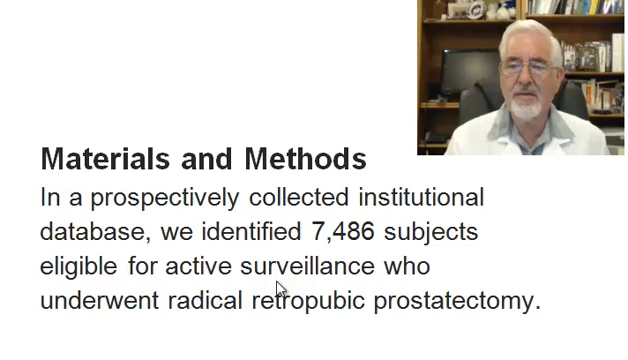 Materials and Methods
In a prospectively collected institutional
database, we identified 7,486 subjects
eligible for active surveillance who
underwent radical retropubic prostatectomy.